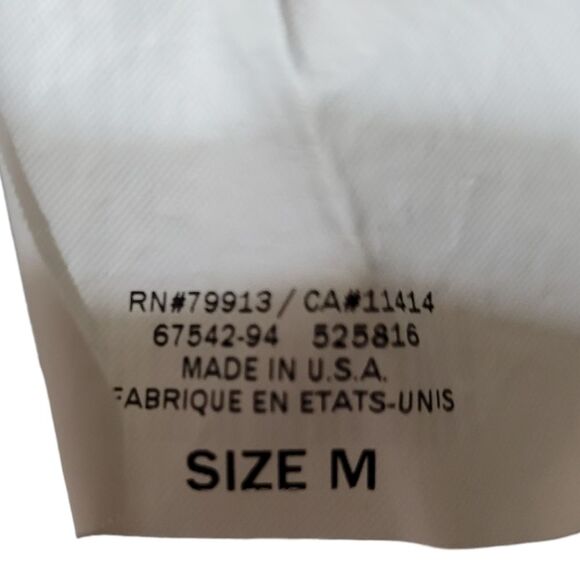 RN#79913 / CA#11414
67542-94 525816
MADE IN U.S.A.
FABRIQUE EN ETATS-UNIS
SIZE M